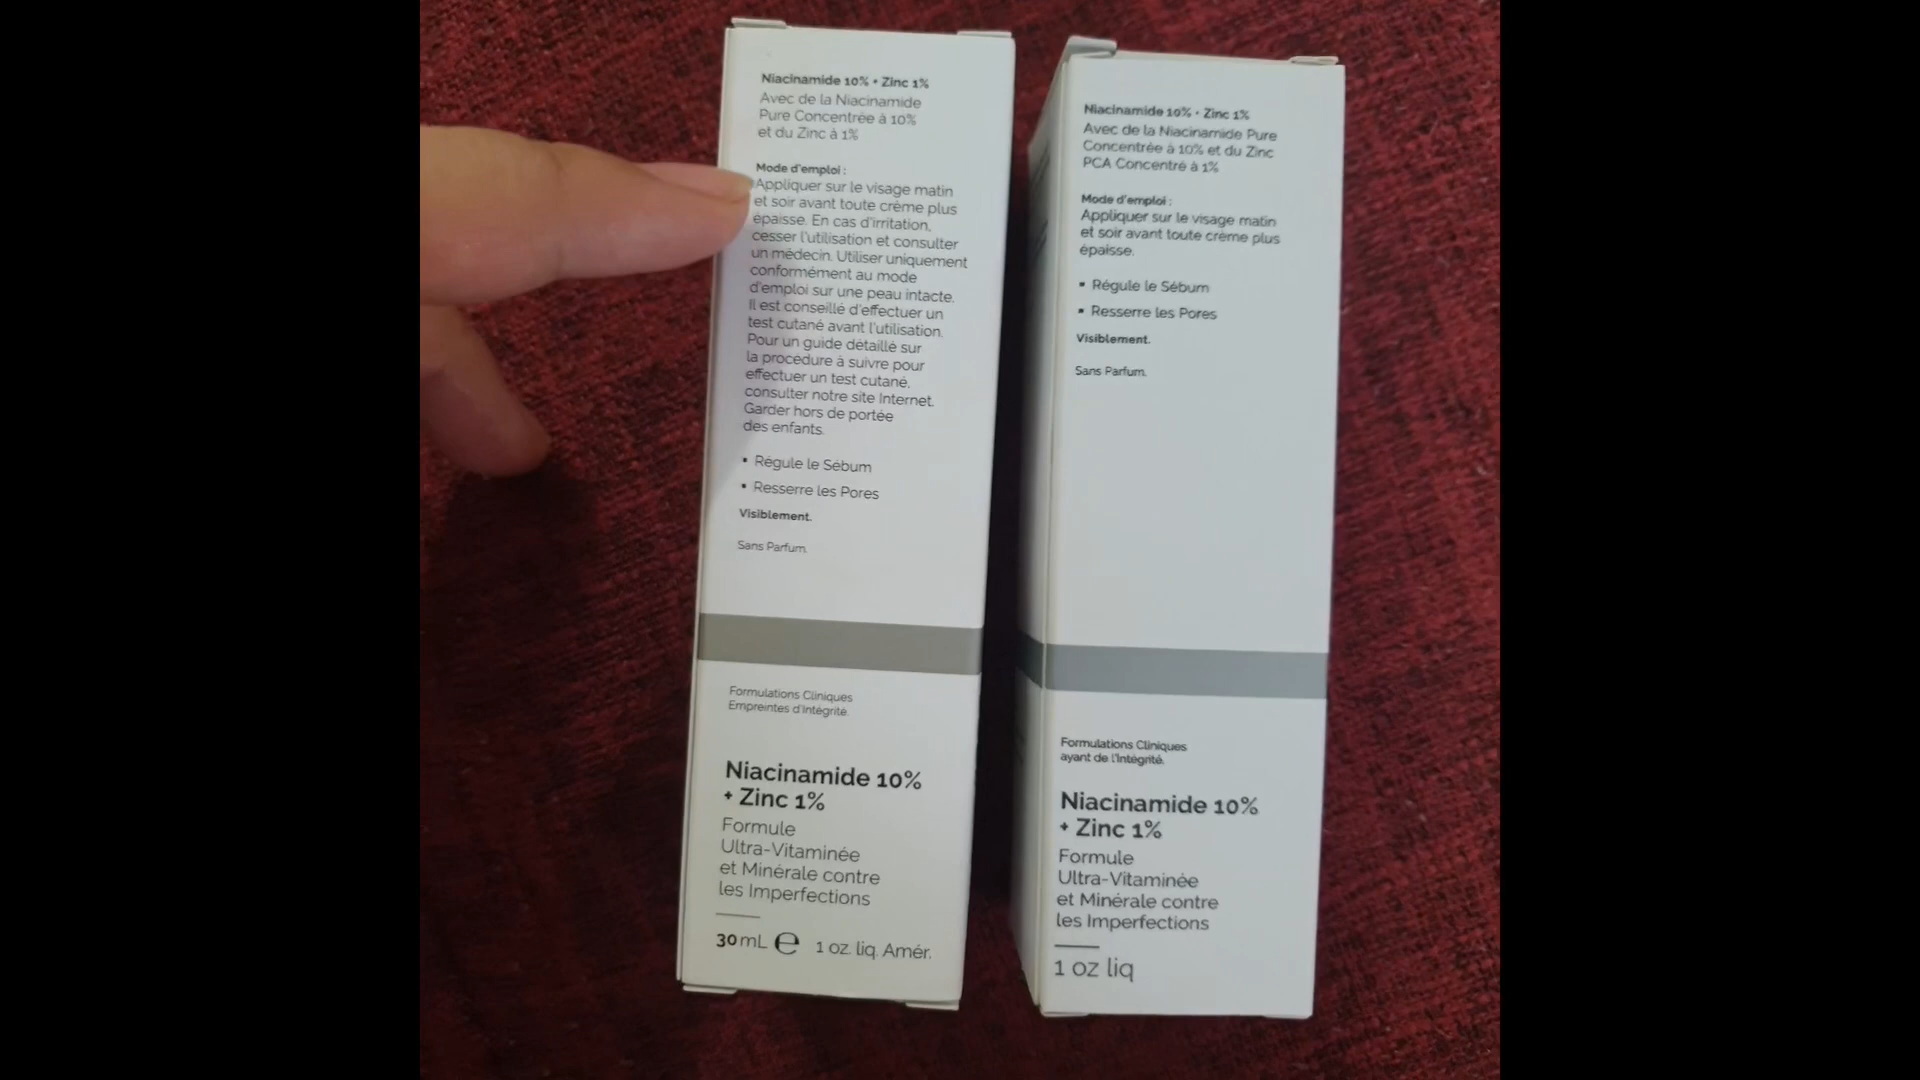 Niacinamide 10% + Zinc 1%
Avec de la Niacinamide
Pure Concentrée à 10%
et du Zinc à 1%
Mode d'emploi :
Appliquer sur le visage matin
et soir avant toute crème plus
épaisse. En cas d'irritation,
cesser l'utilisation et consulter
un médecin. Utiliser uniquement
conformément au mode
d'emploi sur une peau intacte.
Il est conseillé d'effectuer un
test cutané avant l'utilisation.
Pour un guide détaillé sur
la procédure à suivre pour
effectuer un test cutané,
consulter notre site Internet.
Garder hors de portée
des enfants.
▪ Régule le Sébum
▪ Resserre les Pores
Visiblement.
Sans Parfum.
Formulations Cliniques
Empreintes d'Intégrité.
Niacinamide 10%
+ Zinc 1%
Formule
Ultra-Vitaminée
et Minérale contre
les Imperfections
30 mL ℮ 1 oz. liq. Amér.
Niacinamide 10% + Zinc 1%
Avec de la Niacinamide Pure
Concentrée à 10% et du Zinc
PCA Concentré à 1%
Mode d'emploi :
Appliquer sur le visage matin
et soir avant toute crème plus
épaisse.
▪ Régule le Sébum
▪ Resserre les Pores
Visiblement.
Sans Parfum.
Formulations Cliniques
ayant de l'Intégrité.
Niacinamide 10%
+ Zinc 1%
Formule
Ultra-Vitaminée
et Minérale contre
les Imperfections
1 oz liq